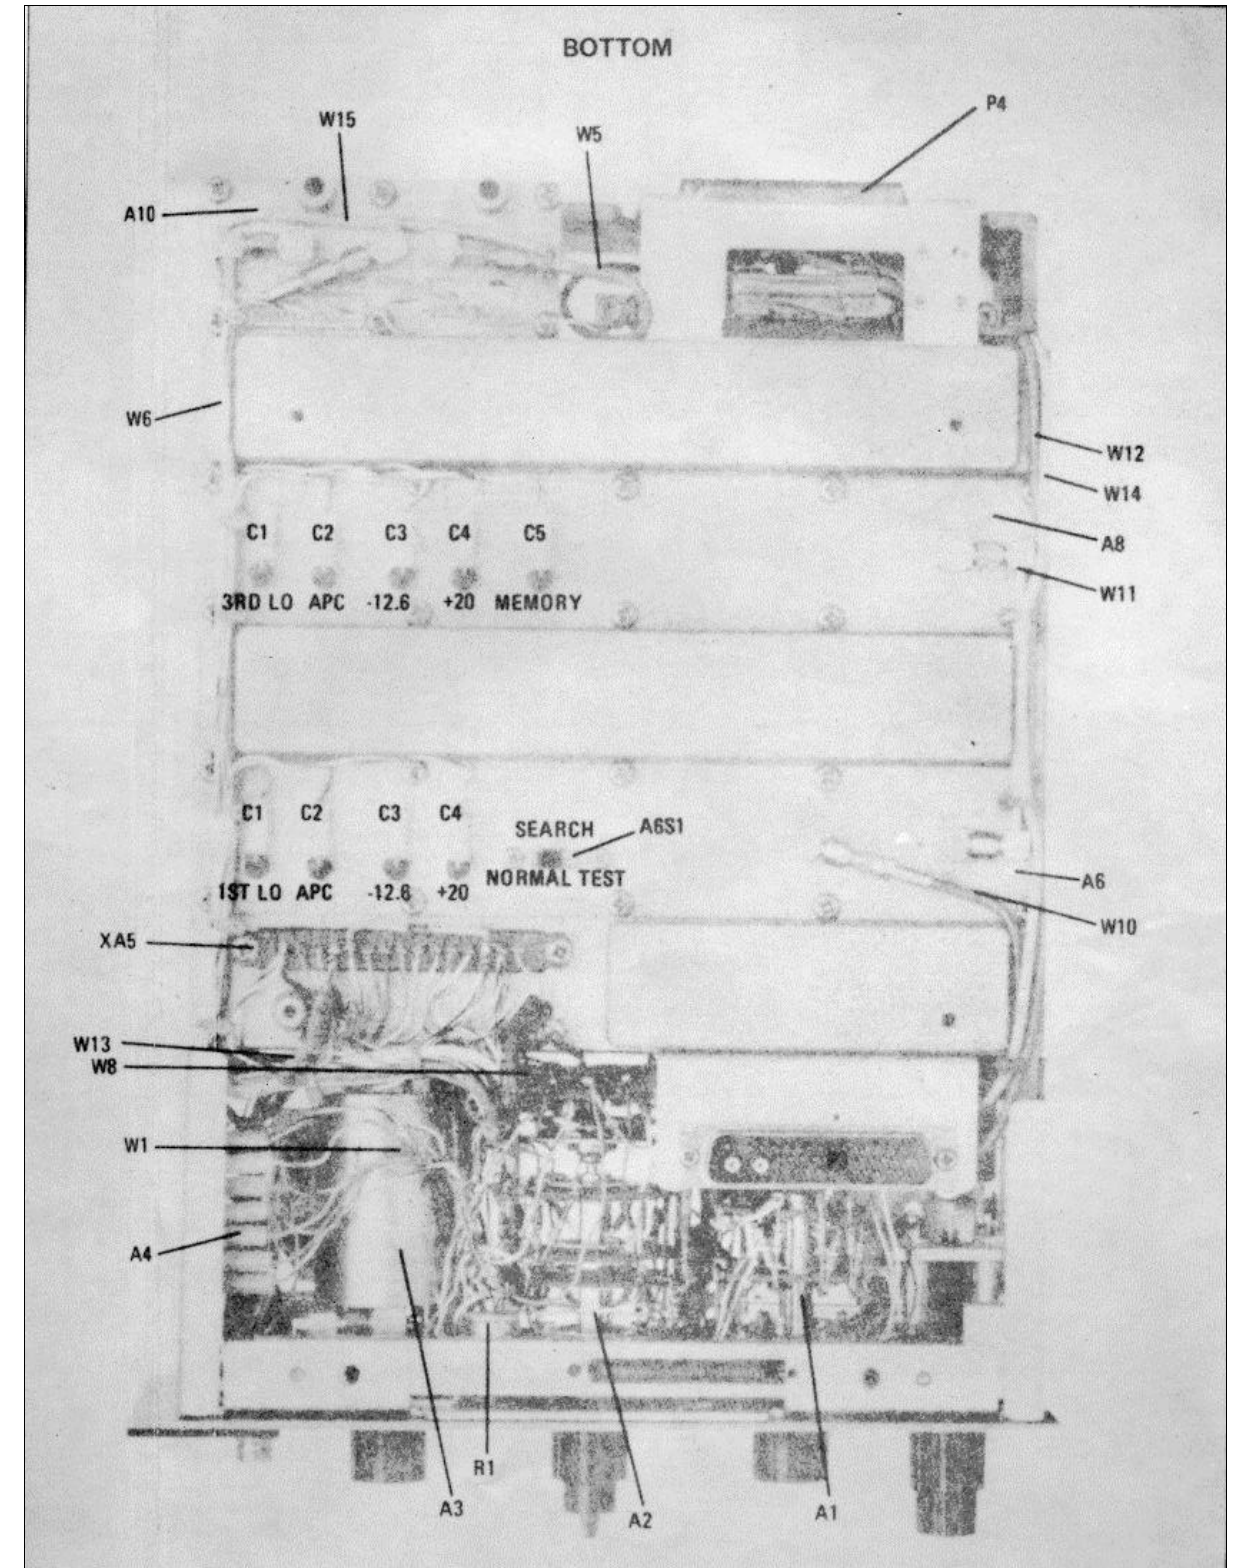 BOTTOM
P4
W15
W5
A10
W6
W12
W14
C1 C2 C3 C4 C5
A8
W11
3RD LO APC -12.6 +20 MEMORY
C1 C2 C3 C4
SEARCH A6S1
NORMAL TEST
A6
1ST LO APC -12.6 +20
W10
XA5
W13
W8
W1
A4
R1
A3
A2
A1